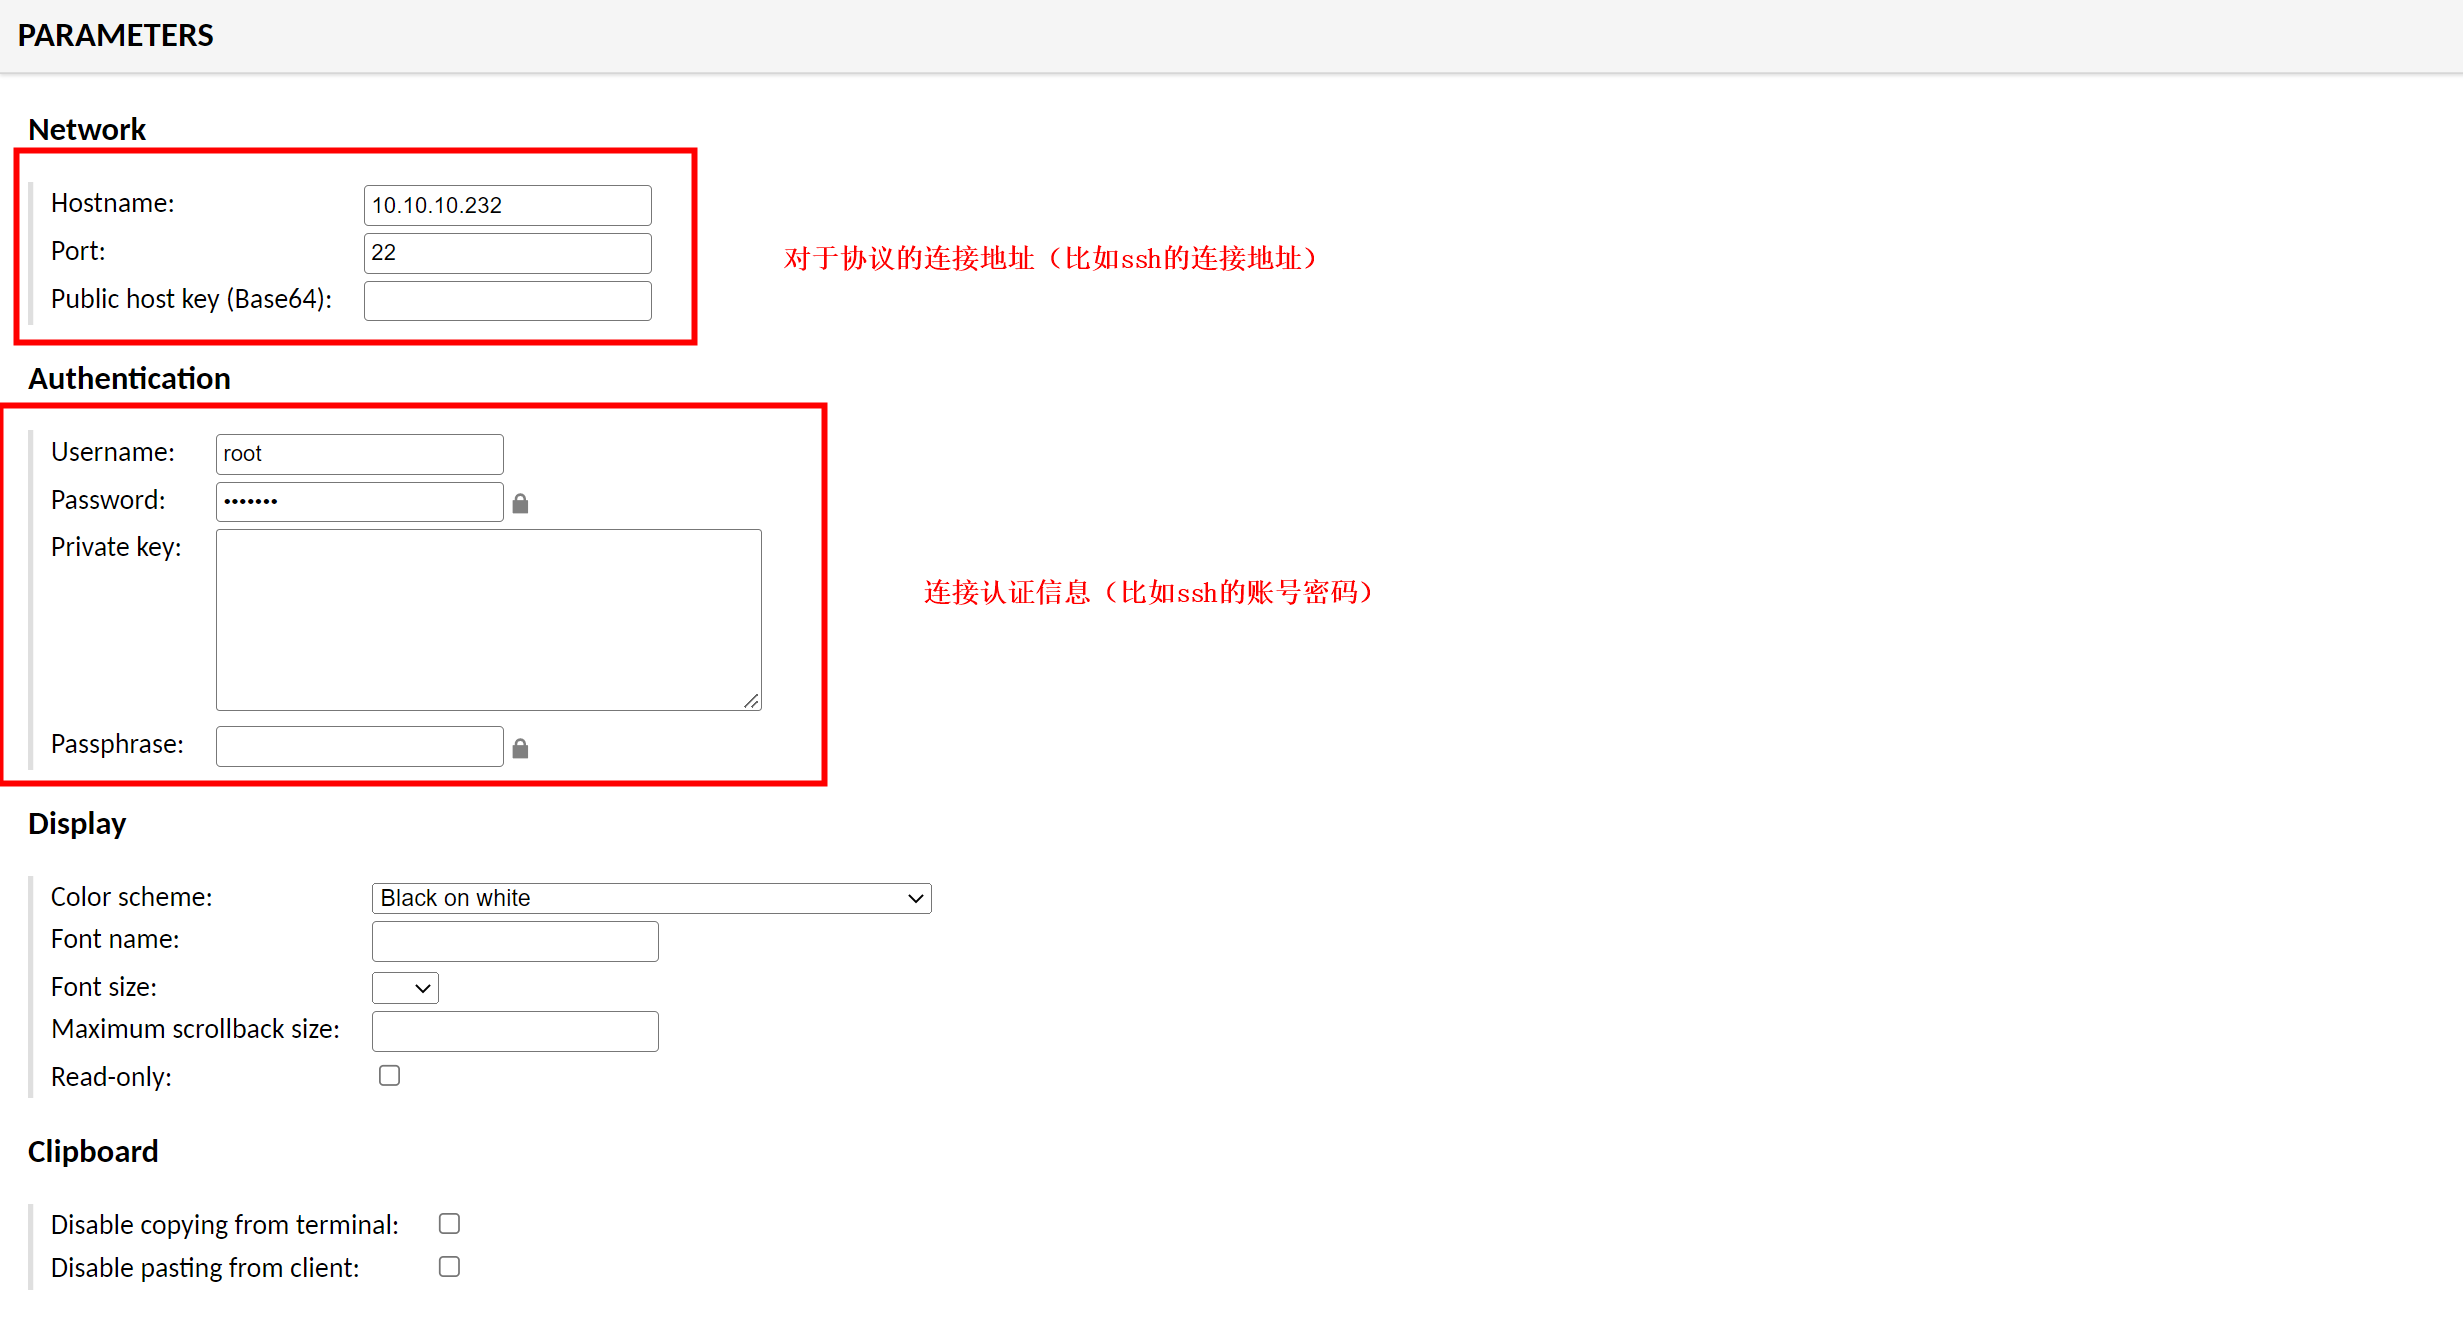 PARAMETERS
Network
Hostname: 10.10.10.232
Port: 22
对于协议的连接地址（比如ssh的连接地址）
Public host key (Base64):
Authentication
Username: root
Password: •••••••
Private key:
连接认证信息（比如ssh的账号密码）
Passphrase:
Display
Color scheme: Black on white
Font name:
Font size:
Maximum scrollback size:
Read-only:
Clipboard
Disable copying from terminal:
Disable pasting from client: